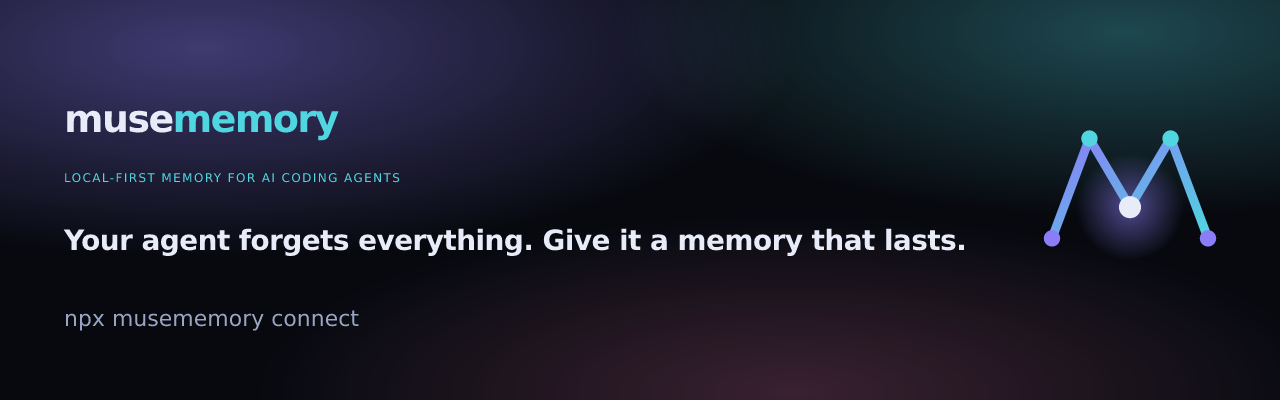 musememory
LOCAL-FIRST MEMORY FOR AI CODING AGENTS
Your agent forgets everything. Give it a memory that lasts.
npx musememory connect